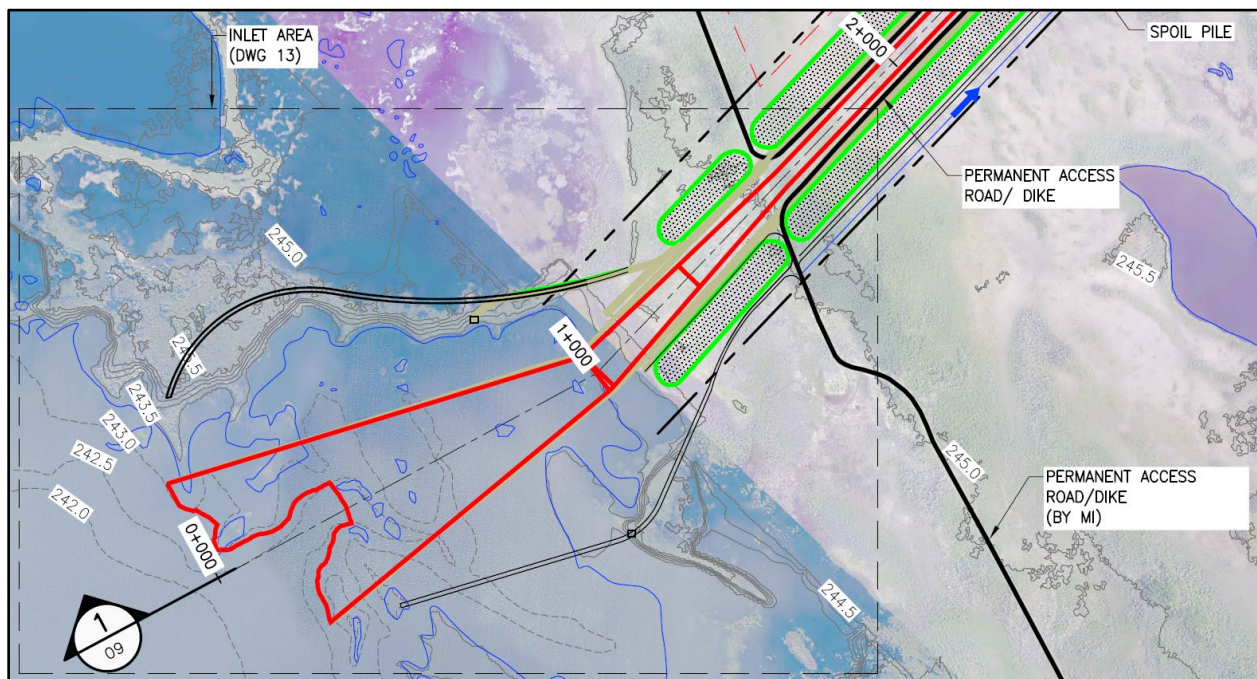 INLET AREA
(DWG 13)
2+000
SPOIL PILE
PERMANENT ACCESS
ROAD/ DIKE
245.0
245.5
1+000
243.5
243.0
242.5
242.0
0+000
245.0
PERMANENT ACCESS
ROAD/DIKE
(BY MI)
244.5
1
09